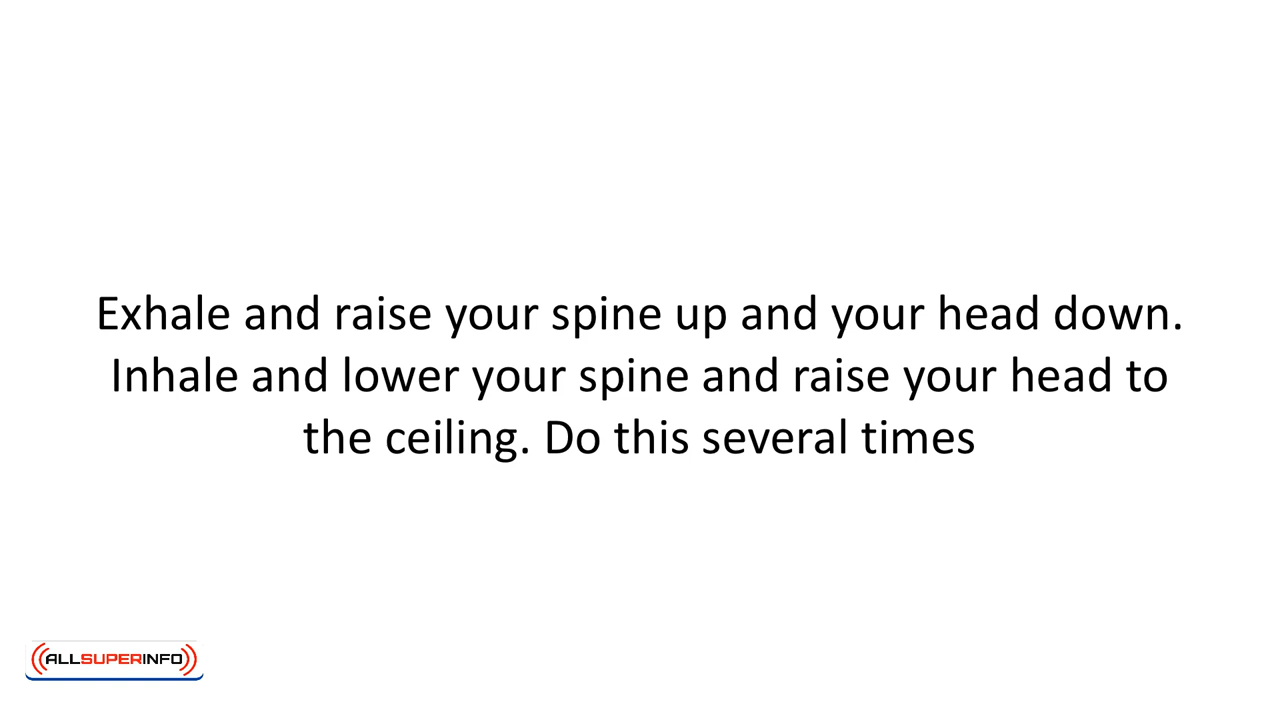 Exhale and raise your spine up and your head down.
Inhale and lower your spine and raise your head to
the ceiling. Do this several times
ALLSUPERINFO